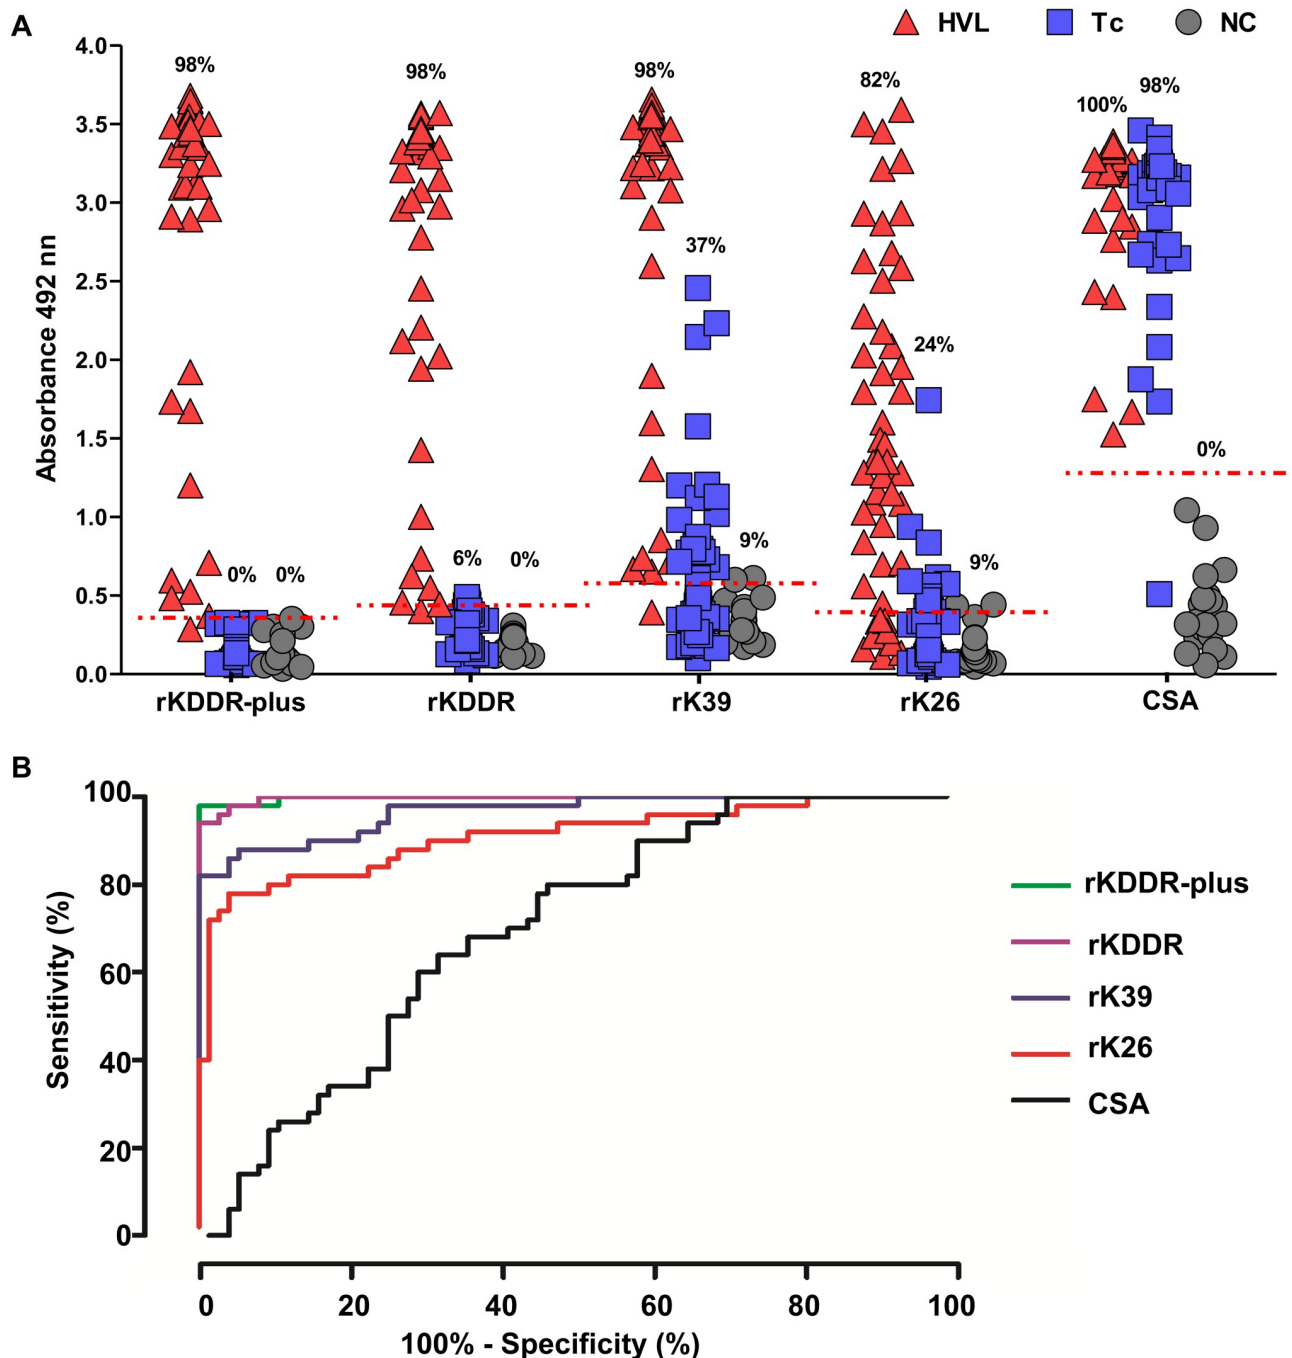 A
HVL Tc NC
98% 98% 98% 82% 100% 98%
37% 24% 0%
0% 0% 6% 0% 9% 9%
Absorbance 492 nn
4.0
3.5
3.0
2.5
2.0
1.5
1.0
0.5
0.0
rKDDR-plus rKDDR rK39 rK26 CSA
B
Sensitivity (%)
100
80
60
40
20
0
rKDDR-plus
rKDDR
rK39
rK26
CSA
0 20 40 60 80 100
100% - Specificity (%)